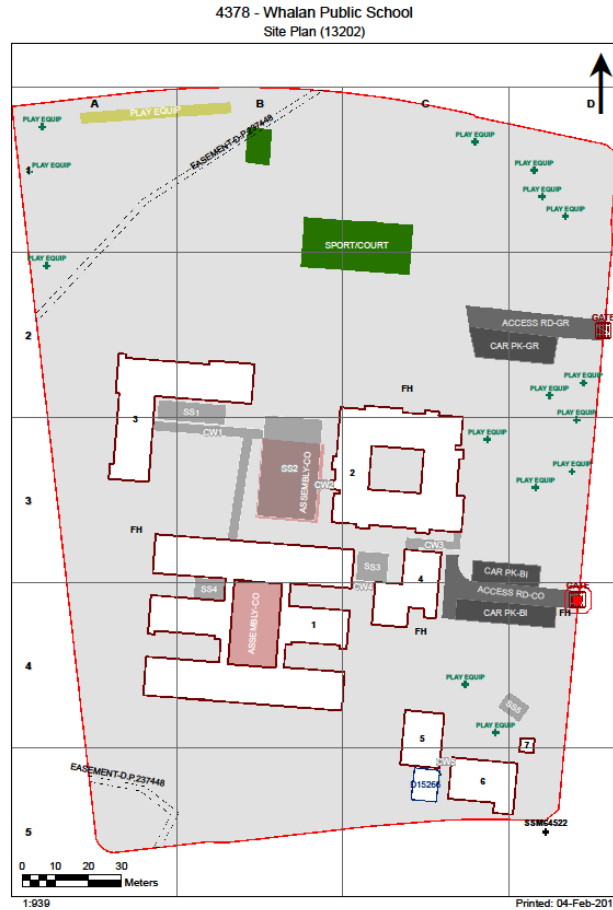 4378 - Whalan Public School
Site Plan (13202)
A
B
C
D
PLAY EQUIP
PLAY EQUIP
EASEMENT-D.P.237448
PLAY EQUIP
1
PLAY EQUIP
PLAY EQUIP
PLAY EQUIP
PLAY EQUIP
SPORT/COURT
PLAY EQUIP
GATE
ACCESS RD-GR
2
CAR PK-GR
PLAY EQUIP
FH
PLAY EQUIP
SS1
3
PLAY EQUIP
CW1
PLAY EQUIP
SS2
ASSEMBLY-CO
2
PLAY EQUIP
CW2
PLAY EQUIP
3
FH
CW3
SS3
CAR PK-BI
4
CW4
GATE
SS4
ACCESS RD-CO
ASSEMBLY-CO
CAR PK-BI
FH
1
FH
4
PLAY EQUIP
SS5
PLAY EQUIP
5
7
EASEMENT-D.P.237448
6
D15266
5
0 10 20 30
Meters
1:939
Printed: 04-Feb-201